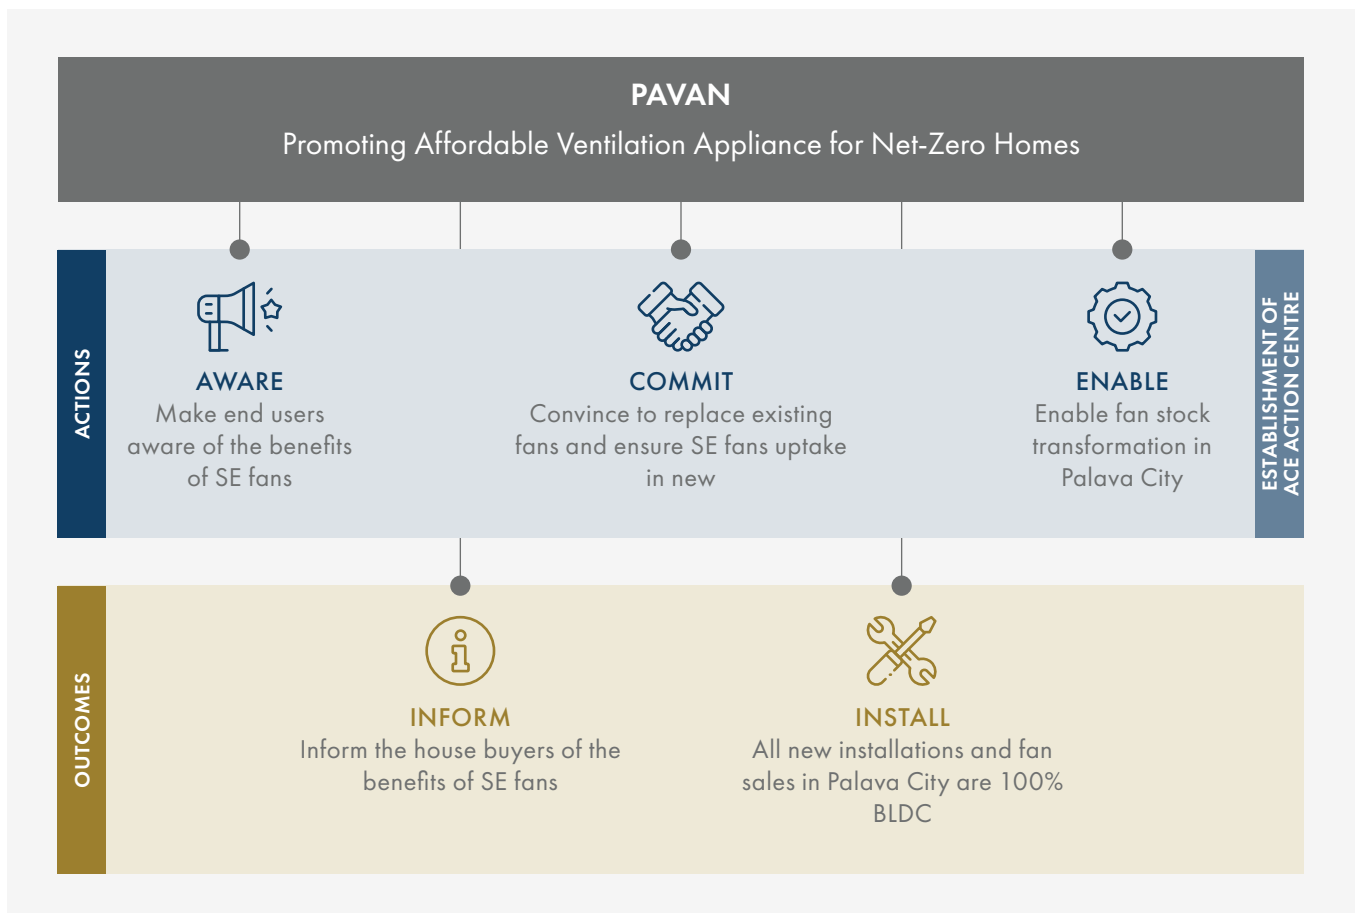 PAVAN
Promoting Affordable Ventilation Appliance for Net-Zero Homes
ACTIONS
AWARE
Make end users
aware of the benefits
of SE fans
COMMIT
Convince to replace existing
fans and ensure SE fans uptake
in new
ENABLE
Enable fan stock
transformation in
Palava City
ESTABLISHMENT OF
ACE ACTION CENTRE
OUTCOMES
INFORM
Inform the house buyers of the
benefits of SE fans
INSTALL
All new installations and fan
sales in Palava City are 100%
BLDC